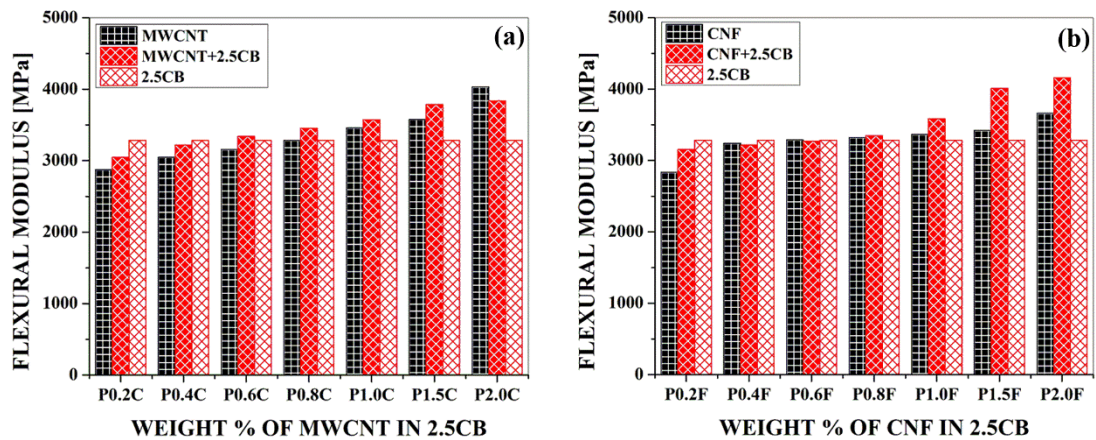 (a)
MWCNT
MWCNT+2.5CB
2.5CB
FLEXURAL MODULUS [MPa]
5000
4000
3000
2000
1000
0
P0.2C P0.4C P0.6C P0.8C P1.0C P1.5C P2.0C
WEIGHT % OF MWCNT IN 2.5CB
(b)
CNF
CNF+2.5CB
2.5CB
FLEXURAL MODULUS [MPa]
5000
4000
3000
2000
1000
0
P0.2F P0.4F P0.6F P0.8F P1.0F P1.5F P2.0F
WEIGHT % OF CNF IN 2.5CB